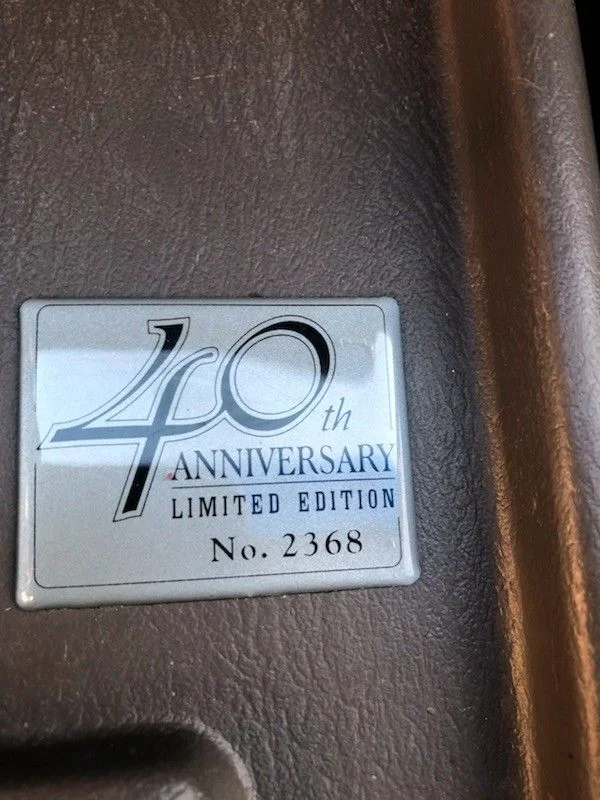 40th
ANNIVERSARY
LIMITED EDITION
No. 2368